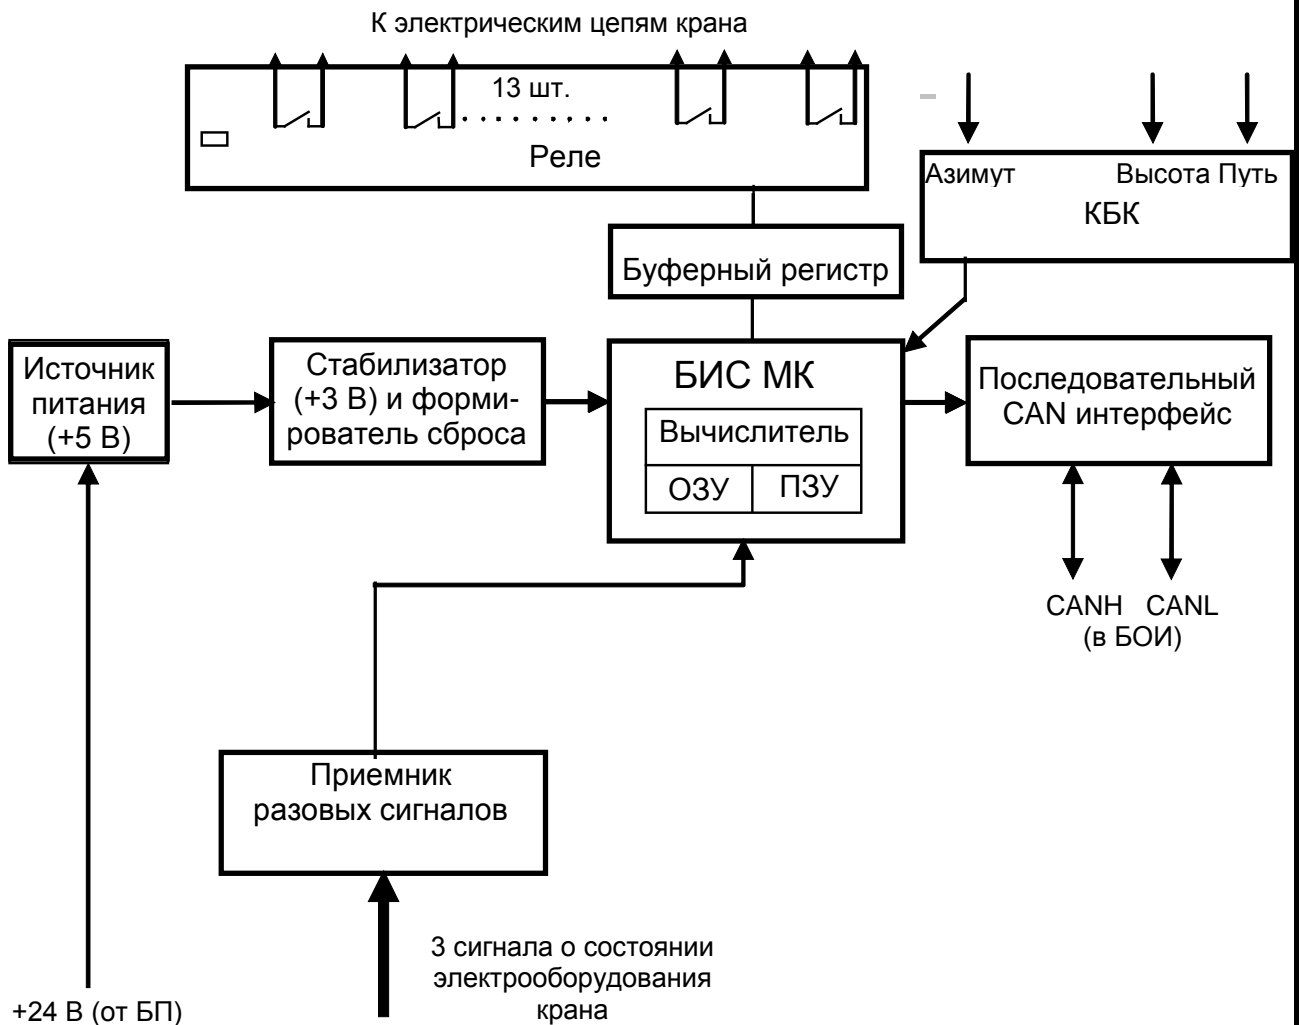 К электрическим цепям крана
13 шт.
Реле
Азимут Высота Путь
КБК
Буферный регистр
Источник
питания
(+5 В)
Стабилизатор
(+3 В) и форми-
рователь сброса
БИС МК
Вычислитель
ОЗУ ПЗУ
Последовательный
CAN интерфейс
CANH CANL
(в БОИ)
Приемник
разовых сигналов
3 сигнала о состоянии
электрооборудования
крана
+24 В (от БП)